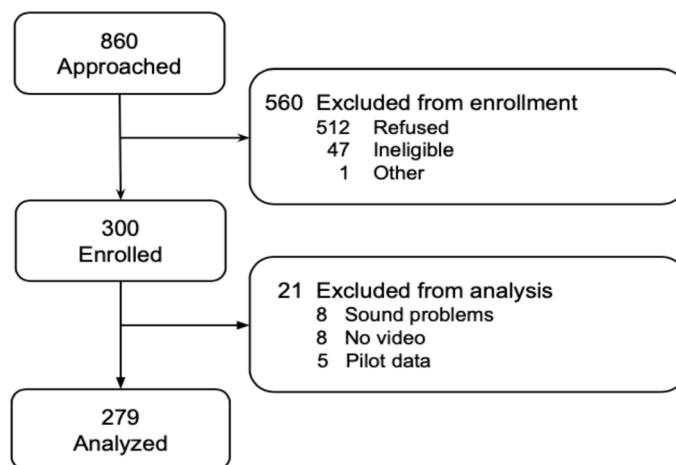 860
Approached
560 Excluded from enrollment
512 Refused
47 Ineligible
1 Other
300
Enrolled
21 Excluded from analysis
8 Sound problems
8 No video
5 Pilot data
279
Analyzed